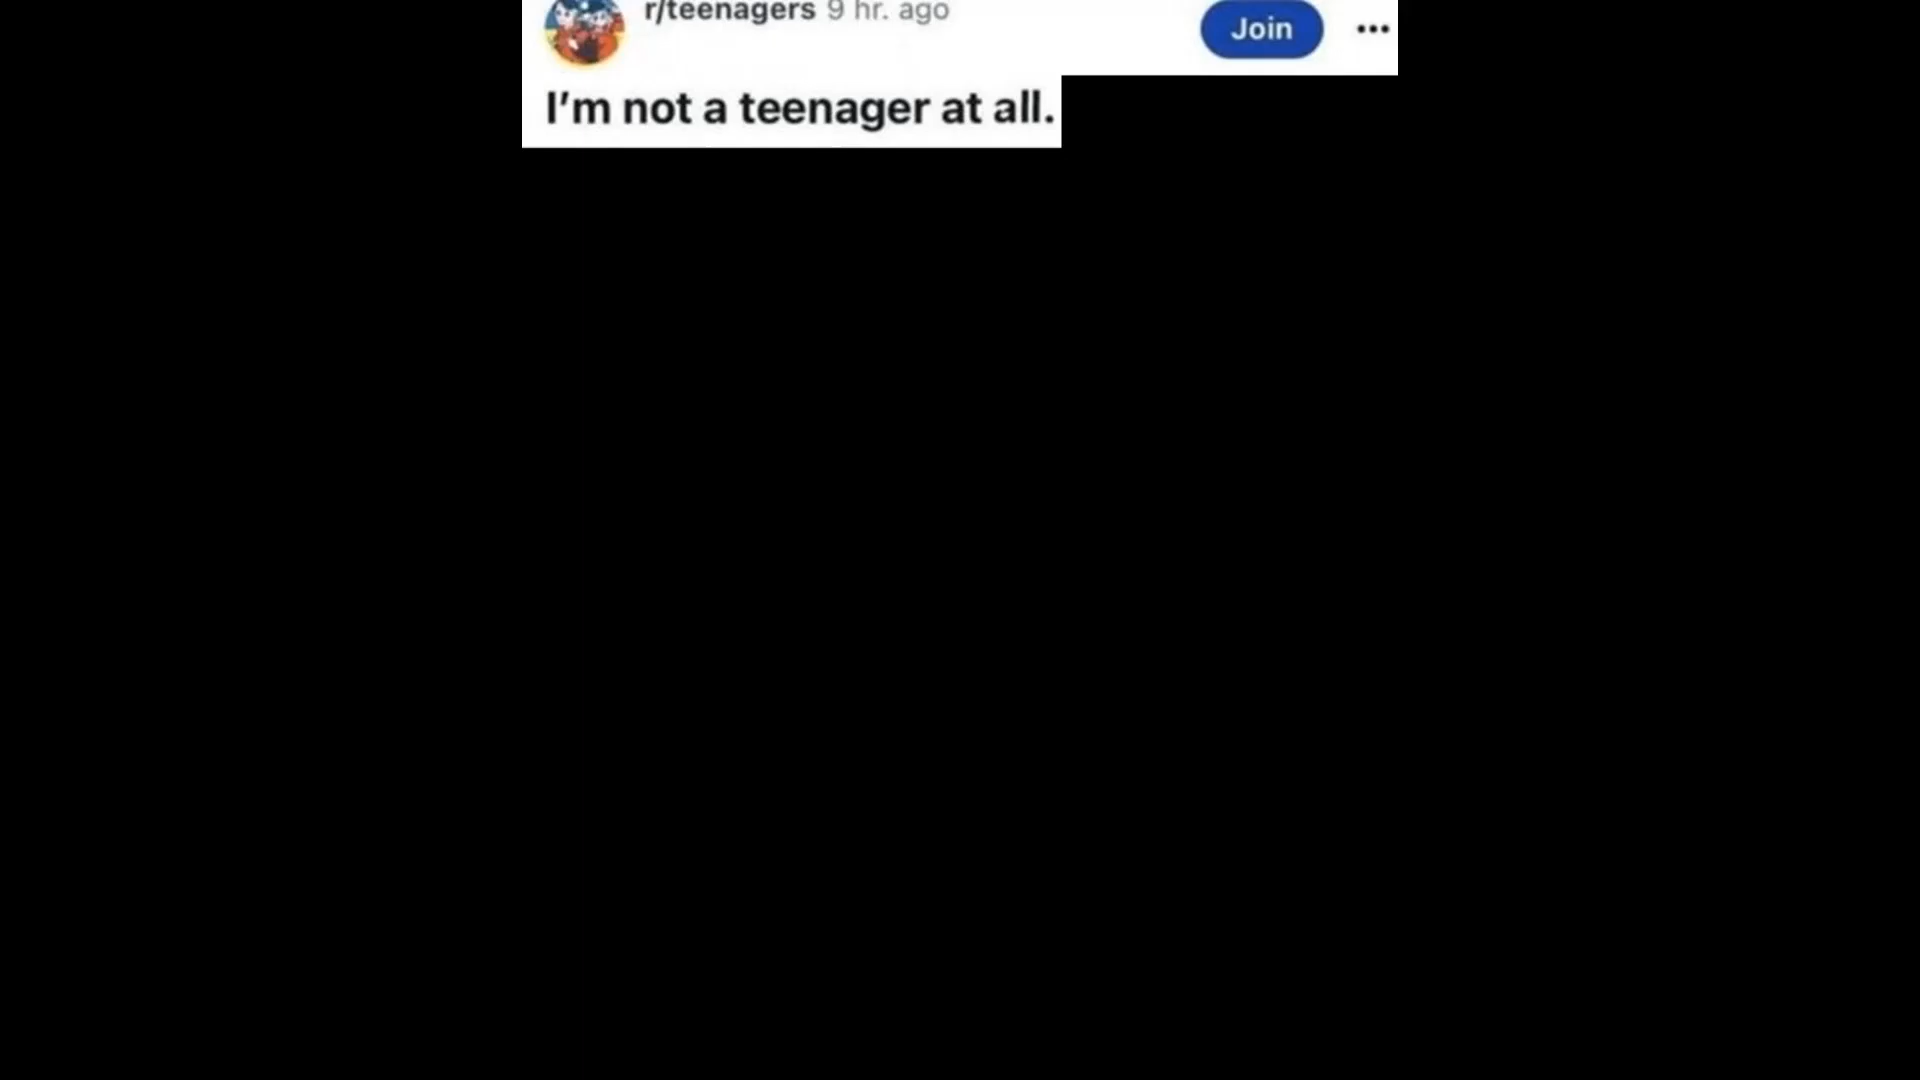 r/teenagers 9 hr. ago
Join
I'm not a teenager at all.